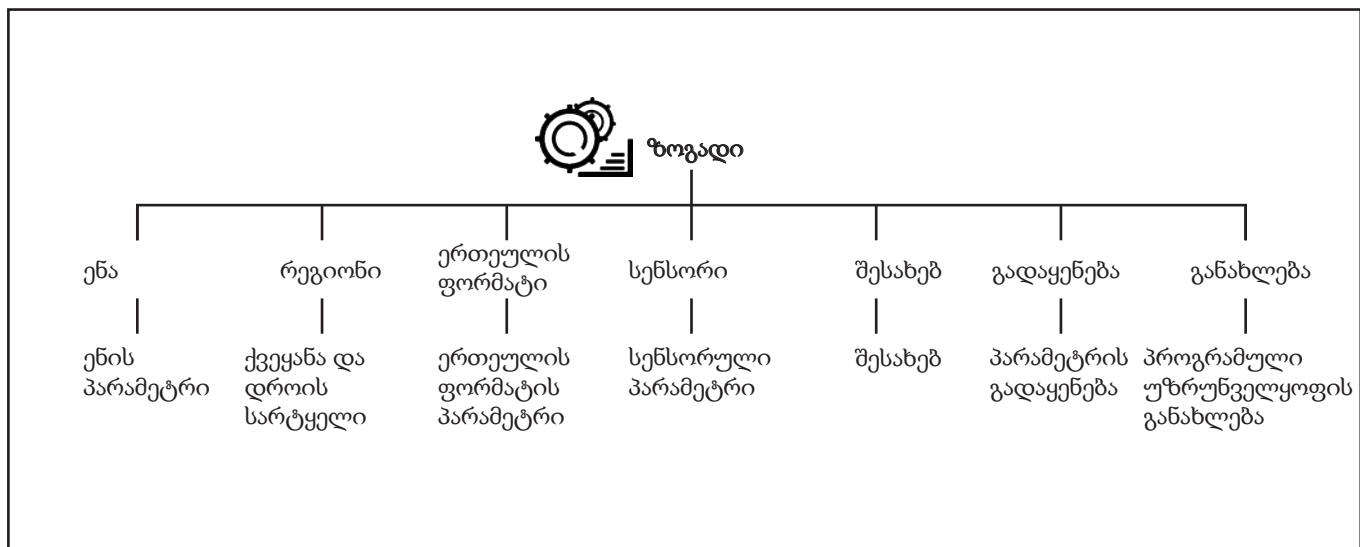 ზოგადი
ენა
რეგიონი
ერთეულის
ფორმატი
სენსორი
შესახებ
გადაყენება
განახლება
ენის
პარამეტრი
ქვეყანა და
დროის
სარტყელი
ერთეულის
ფორმატის
პარამეტრი
სენსორული
პარამეტრი
შესახებ
პარამეტრის
გადაყენება
პროგრამული
უზრუნველყოფის
განახლება